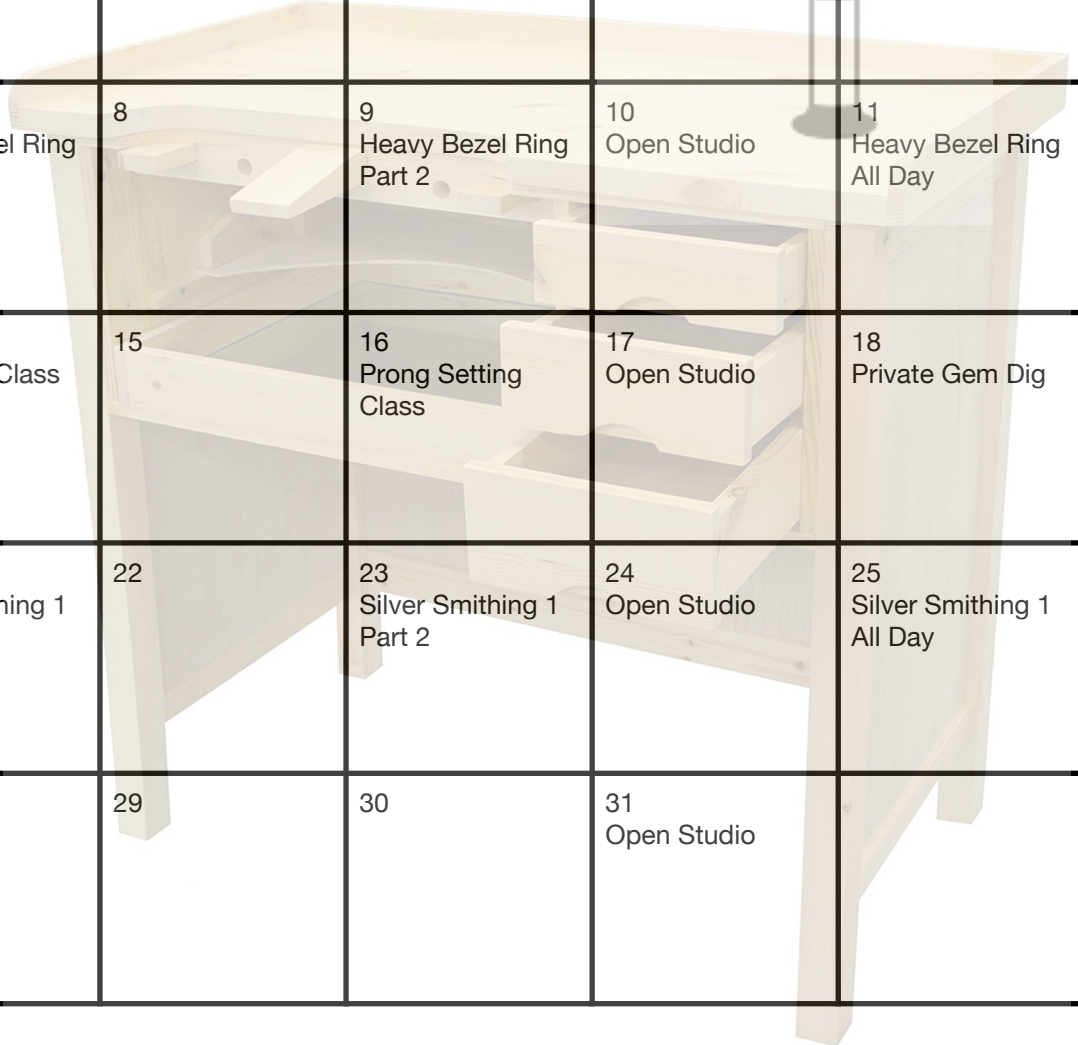 el Ring
8
9
Heavy Bezel Ring
Part 2
10
Open Studio
11
Heavy Bezel Ring
All Day
Class
15
16
Prong Setting
Class
17
Open Studio
18
Private Gem Dig
hing 1
22
23
Silver Smithing 1
Part 2
24
Open Studio
25
Silver Smithing 1
All Day
29
30
31
Open Studio